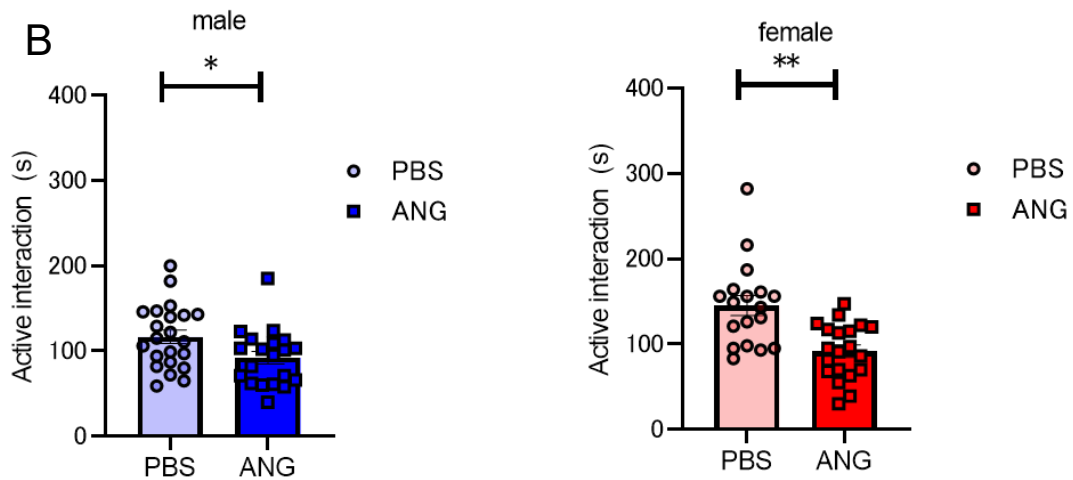 B
male
*
400
300
200
100
0
Active interaction (s)
PBS
ANG
PBS
ANG
female
**
400
300
200
100
0
Active interaction (s)
PBS
ANG
PBS
ANG